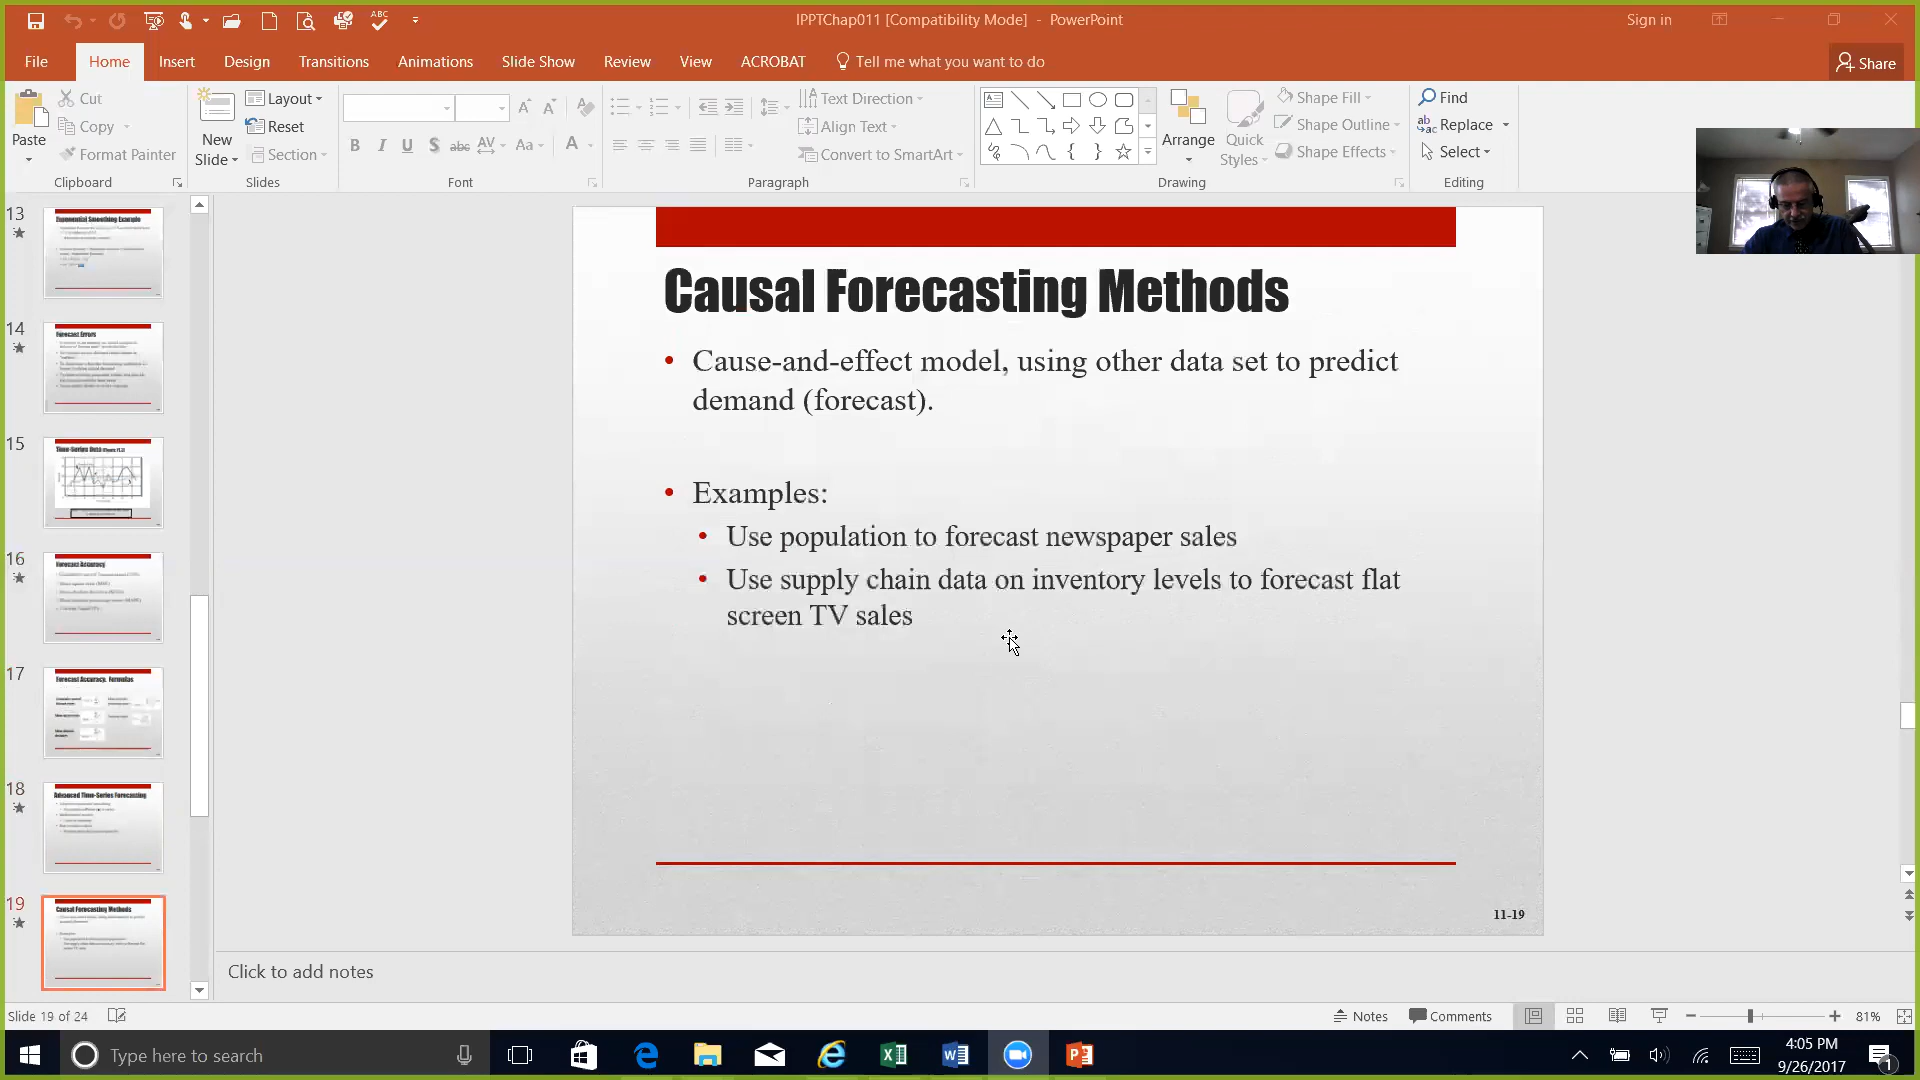 IPPTChap011 [Compatibility Mode] - PowerPoint
Sign in
File Home Insert Design Transitions Animations Slide Show Review View ACROBAT Tell me what you want to do
Share
Paste
Cut
Copy
Format Painter
Clipboard
New
Slide
Layout
Reset
Section
Slides
Font
Text Direction
Align Text
Convert to SmartArt
Paragraph
Arrange
Quick
Styles
Shape Fill
Shape Outline
Shape Effects
Drawing
Find
Replace
Select
Editing
13
Exponential Smoothing Example
14
Forecast Errors
15
Time-Series Data
16
Forecast Accuracy
17
Forecast Accuracy, Formulas
18
Advanced Time-Series Forecasting
19
Causal Forecasting Methods
Causal Forecasting Methods
• Cause-and-effect model, using other data set to predict
demand (forecast).
• Examples:
• Use population to forecast newspaper sales
• Use supply chain data on inventory levels to forecast flat
screen TV sales
11-19
Click to add notes
Slide 19 of 24
Notes
Comments
81%
Type here to search
4:05 PM
9/26/2017
1